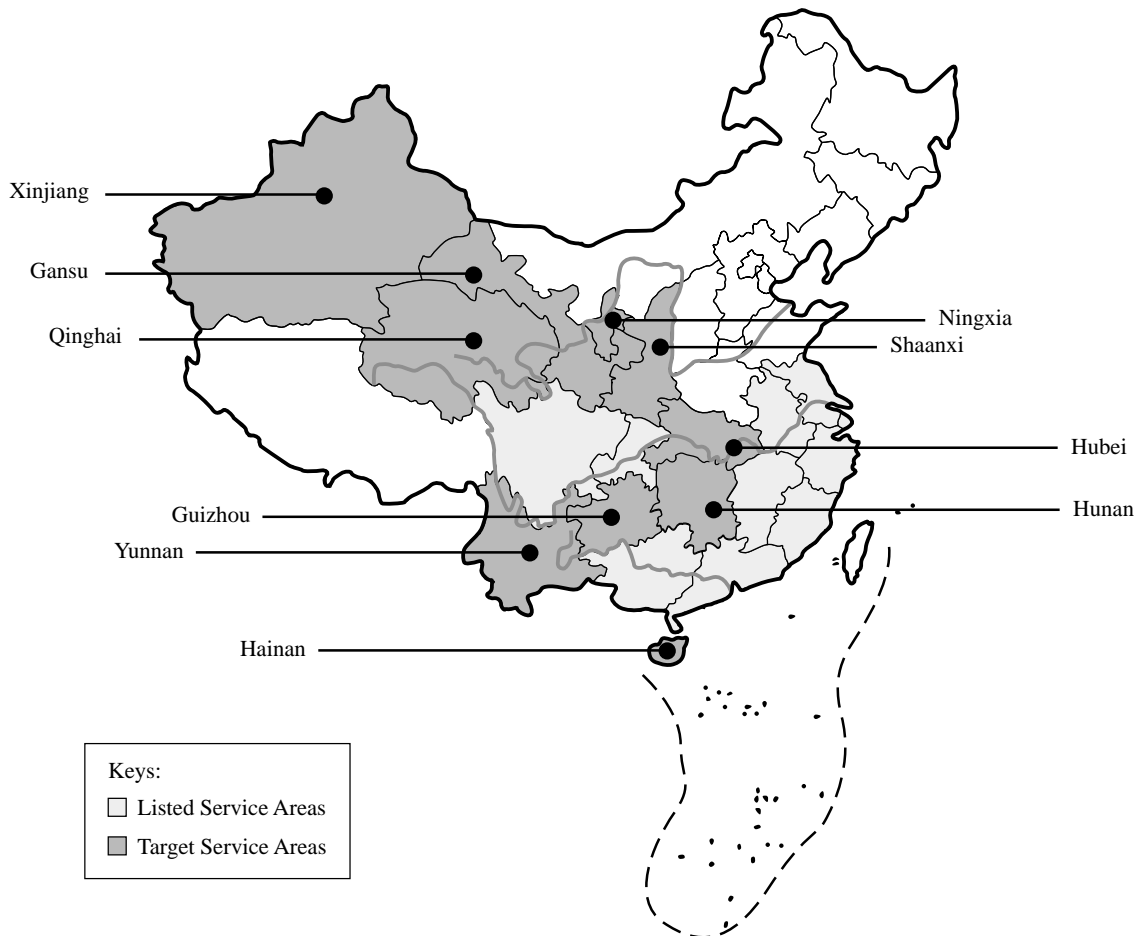 Xinjiang
Gansu
Qinghai
Ningxia
Shaanxi
Hubei
Guizhou
Hunan
Yunnan
Hainan
Keys:
Listed Service Areas
Target Service Areas